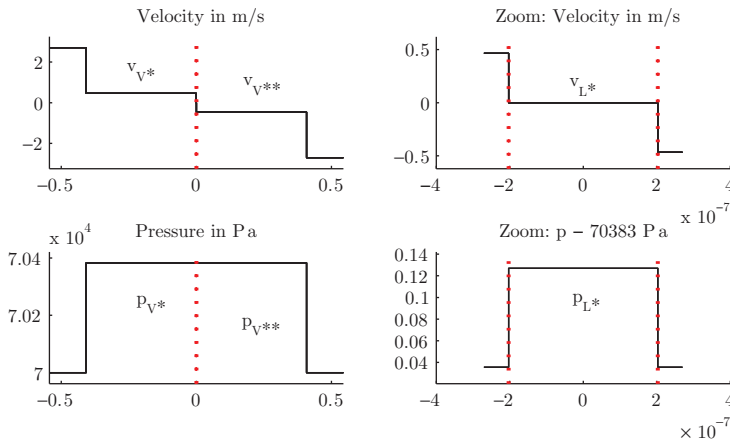 Velocity in m/s
2
0
−2
v_V*
v_V**
−0.5
0
0.5
Zoom: Velocity in m/s
0.5
0
−0.5
v_L*
−4
−2
0
2
4
x 10^-7
Pressure in Pa
x 10^4
7.04
7.02
7
p_V*
p_V**
−0.5
0
0.5
Zoom: p − 70383 Pa
0.14
0.12
0.1
0.08
0.06
0.04
p_L*
−4
−2
0
2
4
× 10^-7